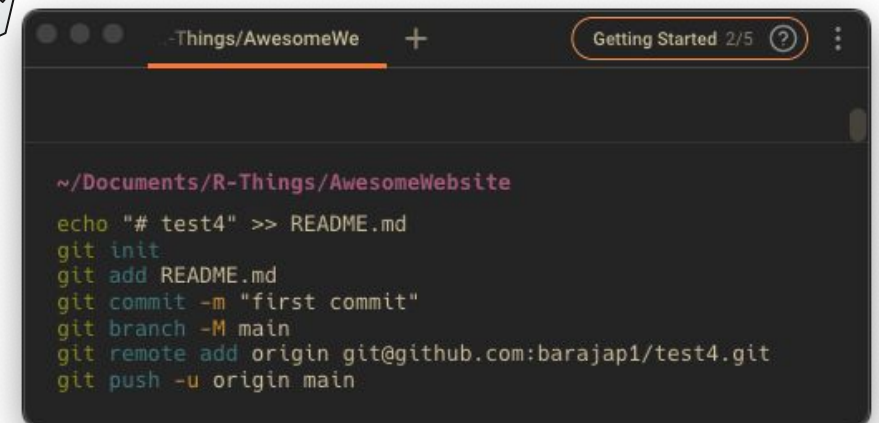 ..-Things/AwesomeWe + Getting Started 2/5 ?
~/Documents/R-Things/AwesomeWebsite
echo "# test4" >> README.md
git init
git add README.md
git commit -m "first commit"
git branch -M main
git remote add origin git@github.com:barajap1/test4.git
git push -u origin main